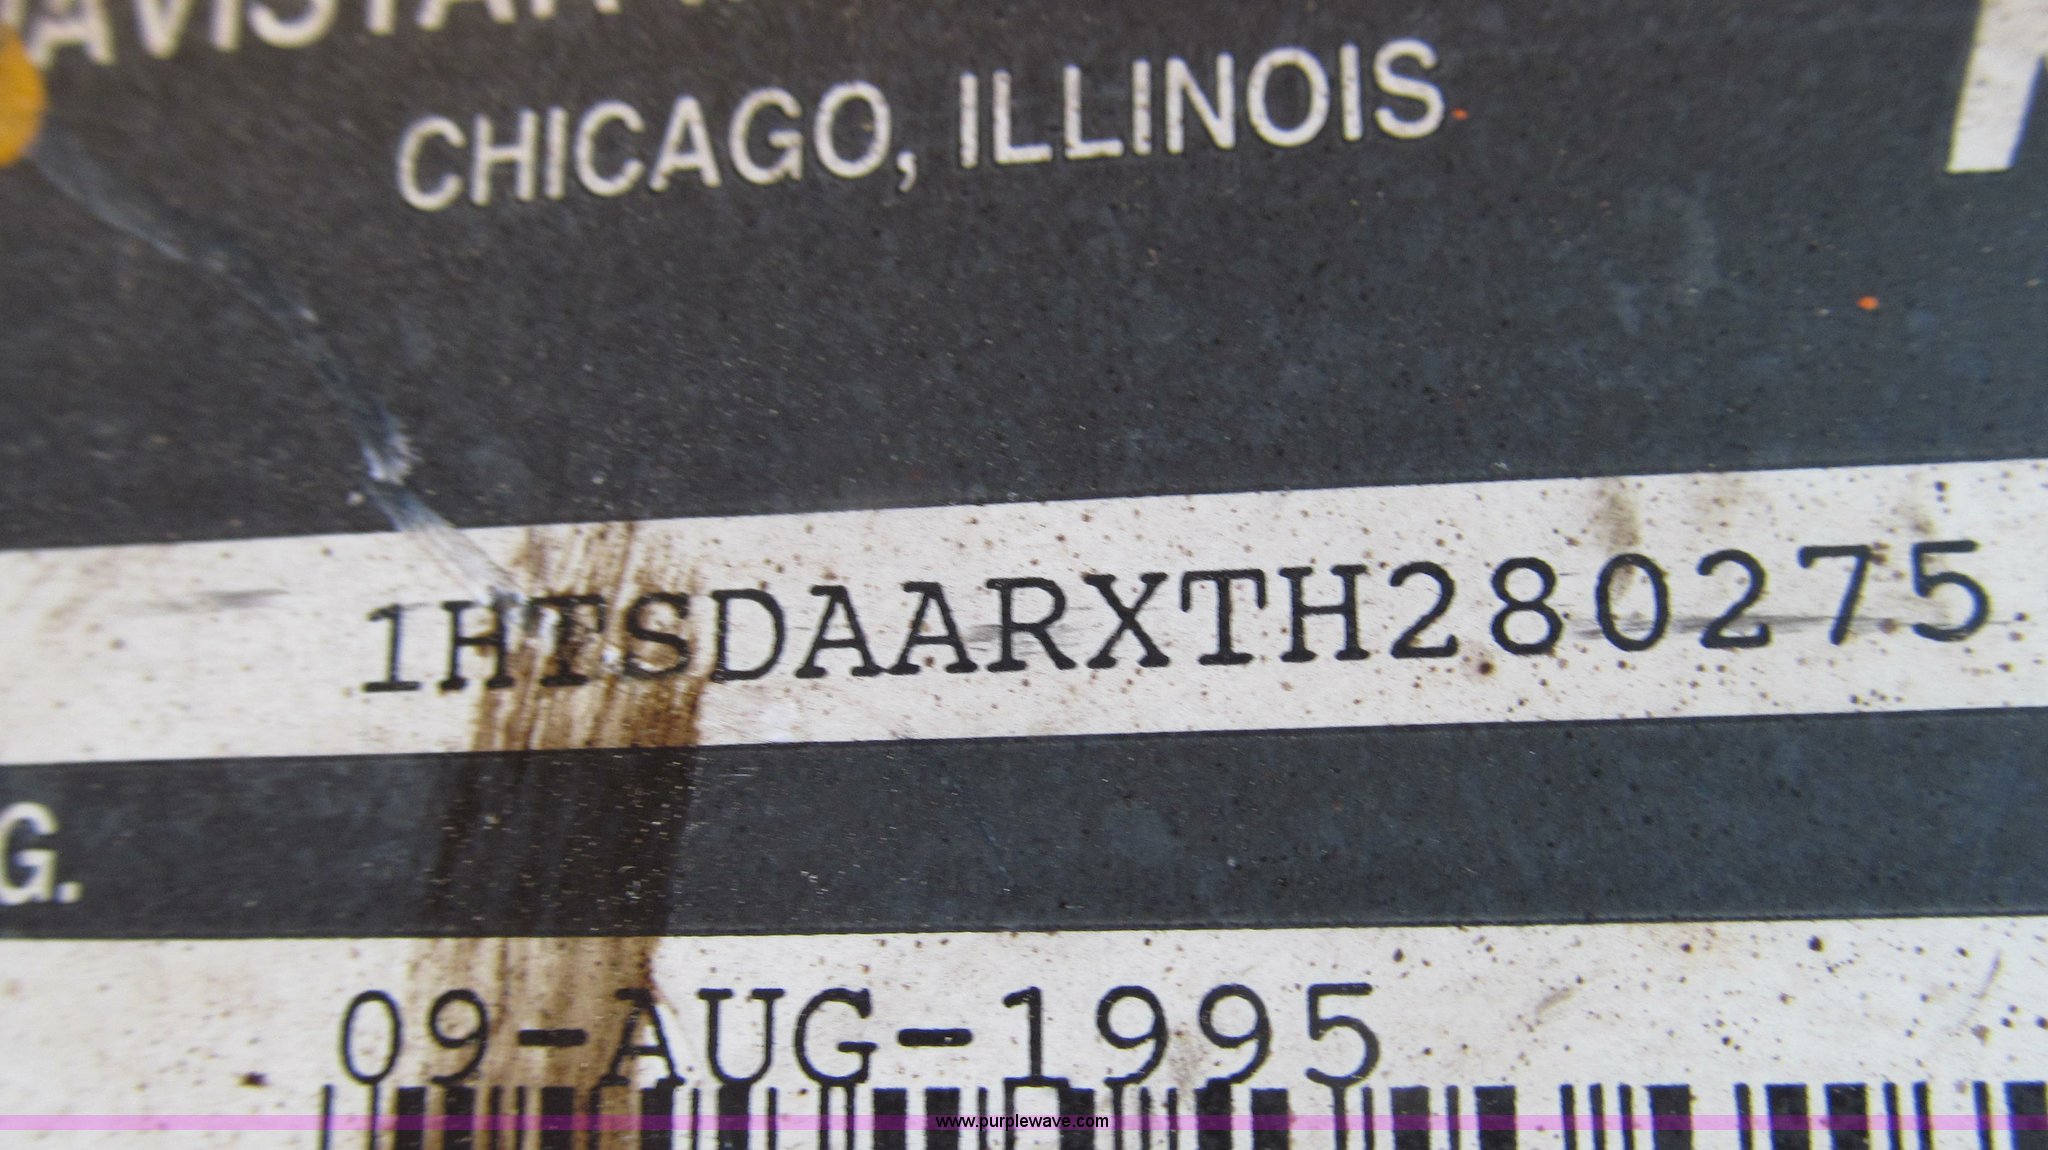 CHICAGO, ILLINOIS
1HTSDAARXTH280275
G.
09-AUG-1995
www.purplewave.com